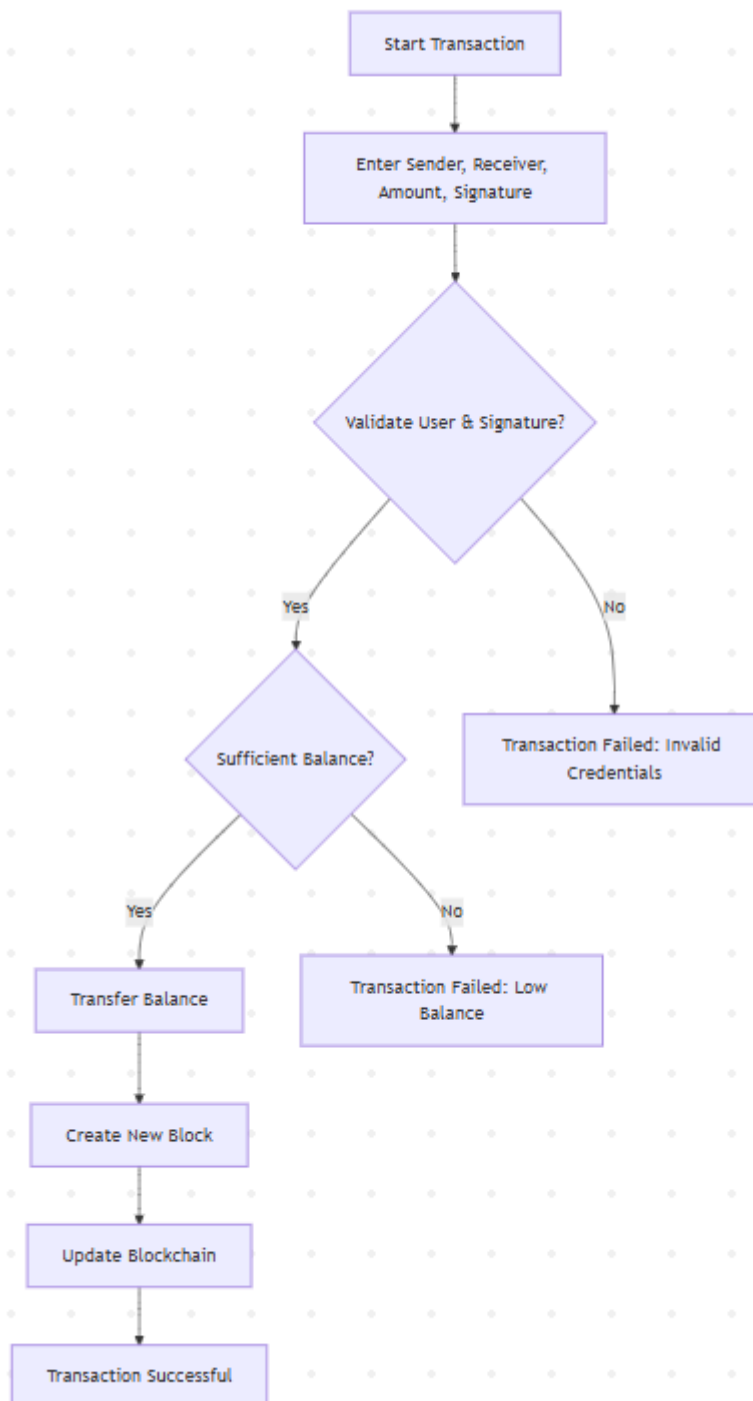 Start Transaction
Enter Sender, Receiver,
Amount, Signature
Validate User & Signature?
Yes
No
Sufficient Balance?
Transaction Failed: Invalid
Credentials
Yes
No
Transfer Balance
Transaction Failed: Low
Balance
Create New Block
Update Blockchain
Transaction Successful